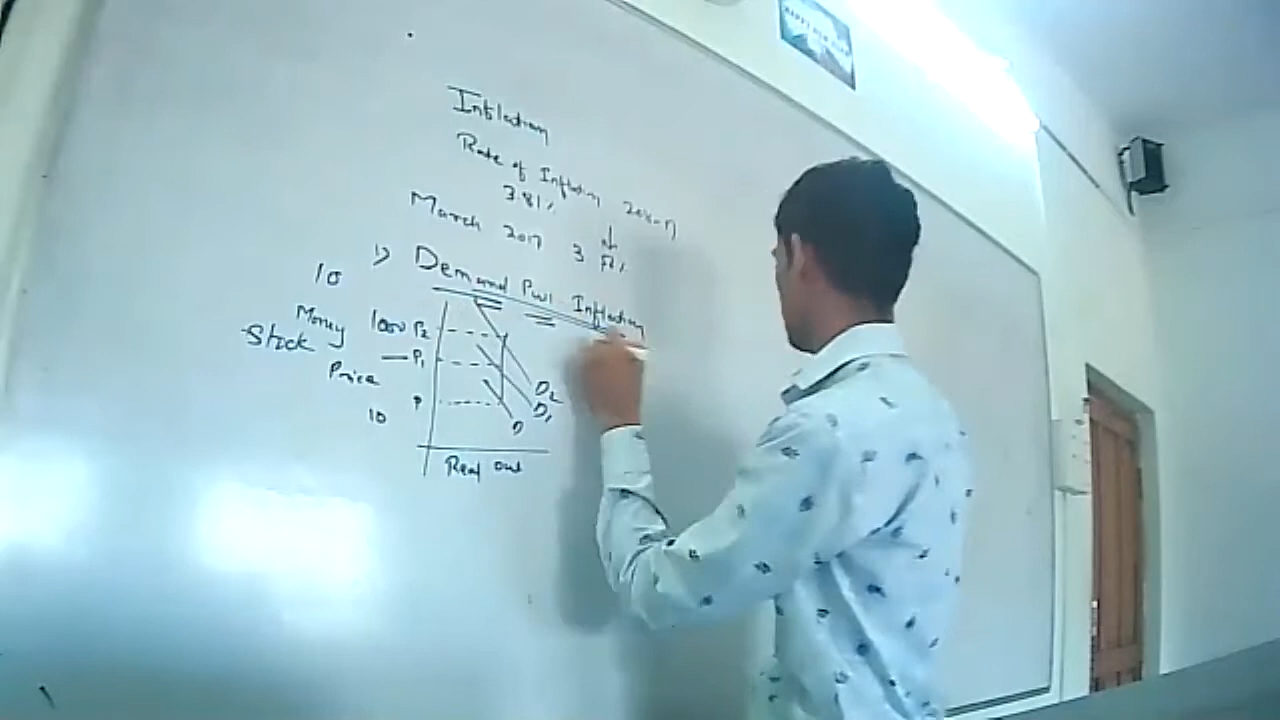 Inflation
Rate of Inflation 2016-17
3.81%
March 2017 3
1) Demand Pull Inflation
10
Money 1000 P2
Stock
P1
Price
10 P
D2
D1
D
Real out